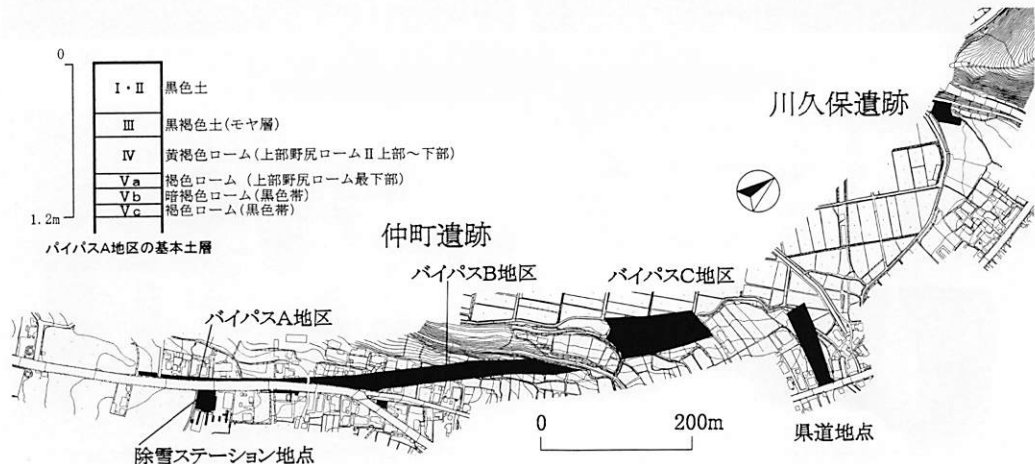 0
I・II 黒色土
III 黒褐色土(モヤ層)
IV 黄褐色ローム(上部野尻ロームII上部～下部)
Va 褐色ローム (上部野尻ローム最下部)
Vb 暗褐色ローム(黒色帯)
Vc 褐色ローム(黒色帯)
1.2m
バイパスA地区の基本土層
川久保遺跡
仲町遺跡
バイパスB地区
バイパスC地区
バイパスA地区
0 200m
県道地点
除雪ステーション地点